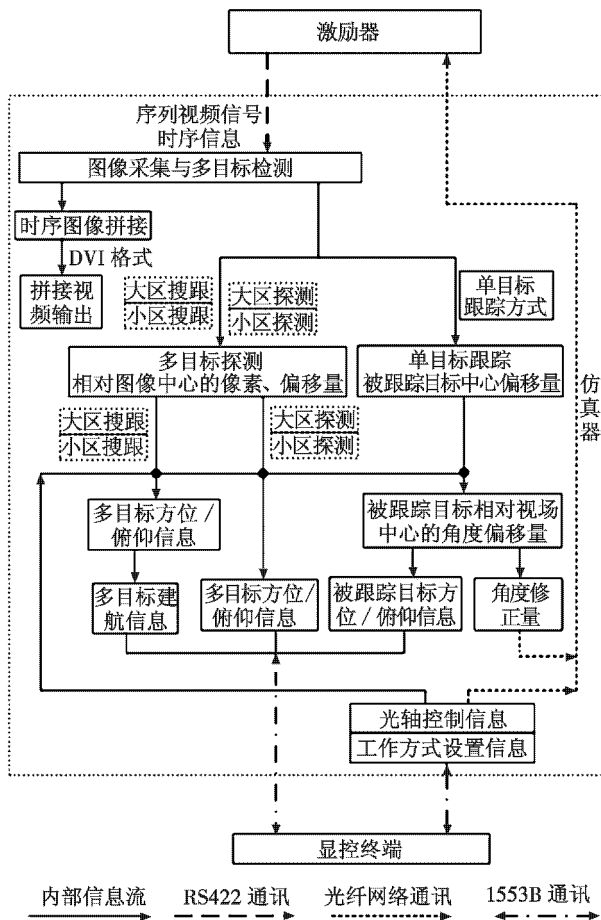 激励器
序列视频信号
时序信息
图像采集与多目标检测
时序图像拼接
DVI 格式
拼接视
频输出
大区搜跟
小区搜跟
大区探测
小区探测
单目标
跟踪方式
多目标探测
相对图像中心的像素、偏移量
单目标跟踪
被跟踪目标中心偏移量
仿真器
大区搜跟
小区搜跟
大区探测
小区探测
多目标方位/
俯仰信息
被跟踪目标相对视场
中心的角度偏移量
多目标建
航信息
多目标方位/
俯仰信息
被跟踪目标方
位/俯仰信息
角度修
正量
光轴控制信息
工作方式设置信息
显控终端
内部信息流
RS422 通讯
光纤网络通讯
1553B 通讯